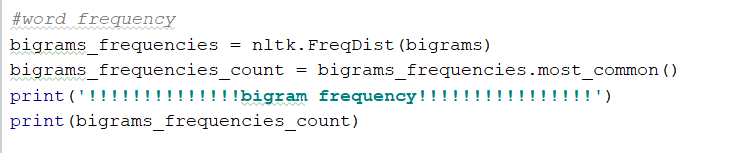 #word frequency
bigrams_frequencies = nltk.FreqDist(bigrams)
bigrams_frequencies_count = bigrams_frequencies.most_common()
print('!!!!!!!!!!!!!!bigram frequency!!!!!!!!!!!!!!!!')
print(bigrams_frequencies_count)